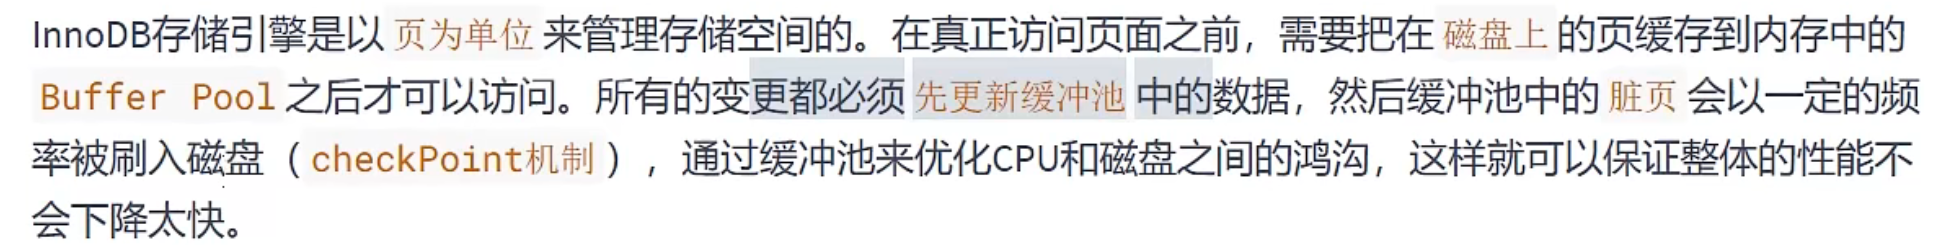 InnoDB存储引擎是以 页为单位 来管理存储空间的。在真正访问页面之前，需要把在 磁盘上 的页缓存到内存中的
Buffer Pool 之后才可以访问。所有的变更都必须 先更新缓冲池 中的数据，然后缓冲池中的 脏页 会以一定的频
率被刷入磁盘（ checkPoint机制 ），通过缓冲池来优化CPU和磁盘之间的鸿沟，这样就可以保证整体的性能不
会下降太快。